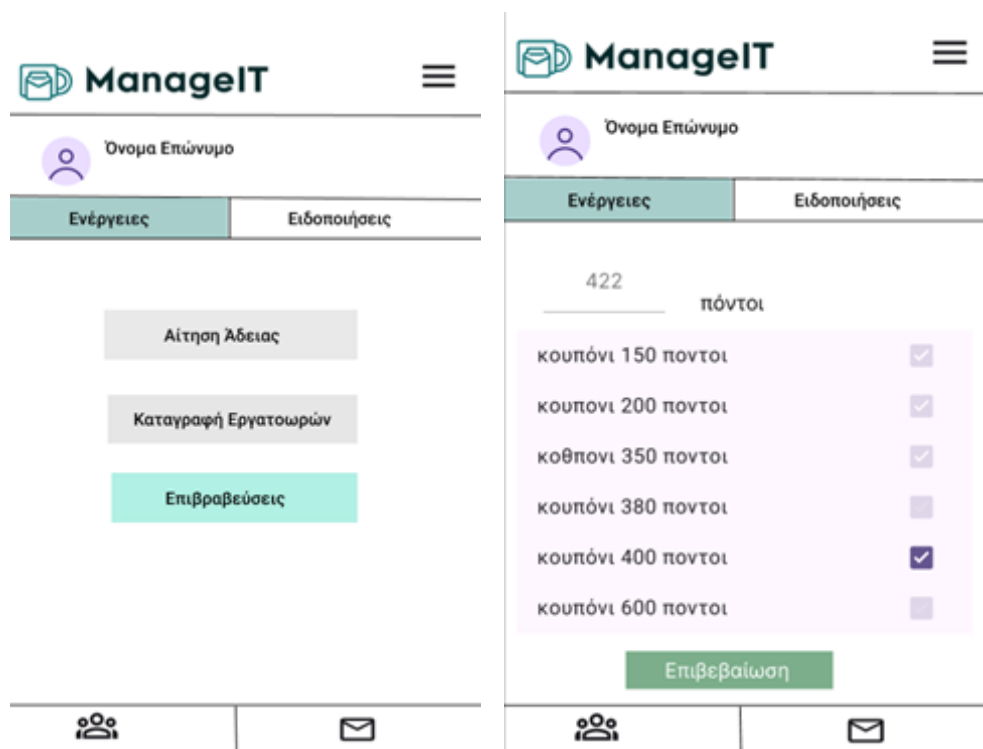 ManageIT
Όνομα Επώνυμο
Ενέργειες
Ειδοποιήσεις
Αίτηση Άδειας
Καταγραφή Εργατοωρών
Επιβραβεύσεις
ManageIT
Όνομα Επώνυμο
Ενέργειες
Ειδοποιήσεις
422
πόντοι
κουπόνι 150 ποντοι
κουπονι 200 ποντοι
κοθπονι 350 ποντοι
κουπόνι 380 ποντοι
κουπόνι 400 ποντοι
κουπόνι 600 ποντοι
Επιβεβαίωση